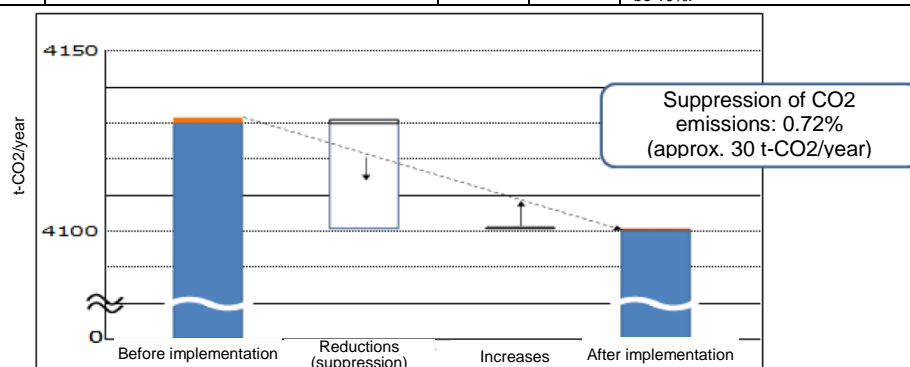 4150
Suppression of CO2
emissions: 0.72%
(approx. 30 t-CO2/year)
t-CO2/year
4100
0
Before implementation
Reductions
(suppression)
Increases
After implementation